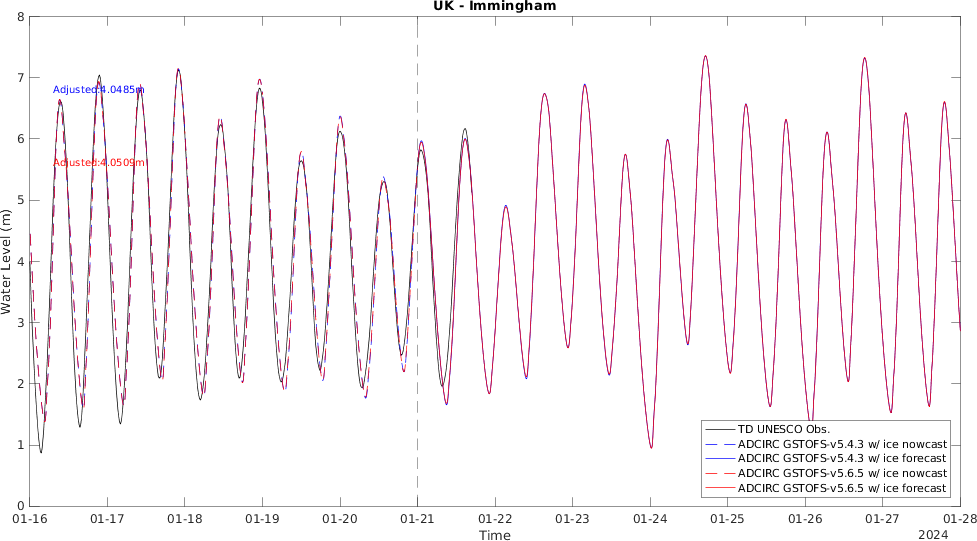 UK - Immingham
8
7
6
5
4
3
2
1
0
Water Level (m)
Adjusted:4.0485m
Adjusted:4.0509m
TD UNESCO Obs.
ADCIRC GSTOFS-v5.4.3 w/ ice nowcast
ADCIRC GSTOFS-v5.4.3 w/ ice forecast
ADCIRC GSTOFS-v5.6.5 w/ ice nowcast
ADCIRC GSTOFS-v5.6.5 w/ ice forecast
01-16 01-17 01-18 01-19 01-20 01-21 01-22 01-23 01-24 01-25 01-26 01-27 01-28
Time
2024